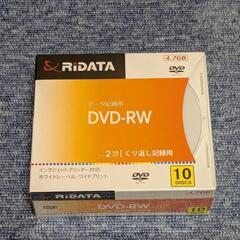 RiDATA
4.7GB
DVD
データ記録用
DVD-RW
2倍速 くり返し記録用
インクジェットプリンター対応
ホワイトレーベル・ワイドプリント
DVD
10
DISCS
RiDATA
DVD-RW
10